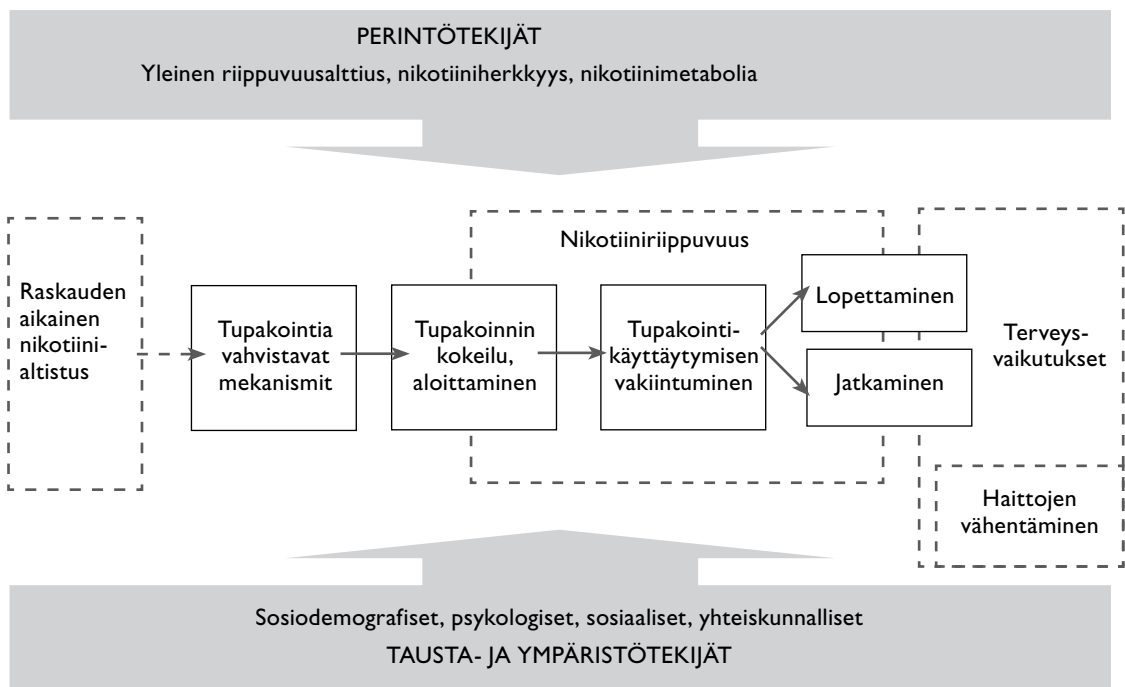 PERINTÖTEKIJÄT
Yleinen riippuvuusalttius, nikotiiniherkkyys, nikotiinimetabolia
Raskauden
aikainen
nikotiini-
altistus
Tupakointia
vahvistavat
mekanismit
Tupakoinnin
kokeilu,
aloittaminen
Nikotiiniriippuvuus
Tupakointi-
käyttäytymisen
vakiintuminen
Lopettaminen
Jatkaminen
Terveys-
vaikutukset
Haittojen
vähentäminen
Sosiodemografiset, psykologiset, sosiaaliset, yhteiskunnalliset
TAUSTA- JA YMPÄRISTÖTEKIJÄT